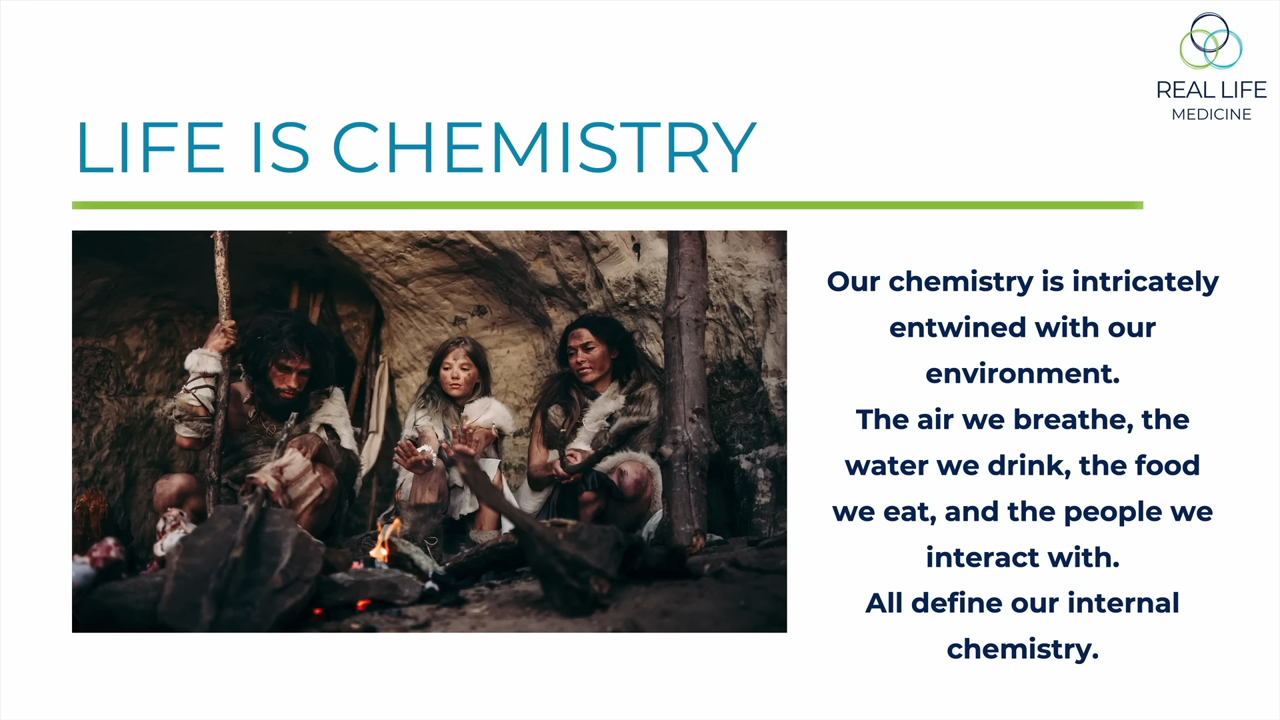 REAL LIFE
MEDICINE
LIFE IS CHEMISTRY
Our chemistry is intricately
entwined with our
environment.
The air we breathe, the
water we drink, the food
we eat, and the people we
interact with.
All define our internal
chemistry.